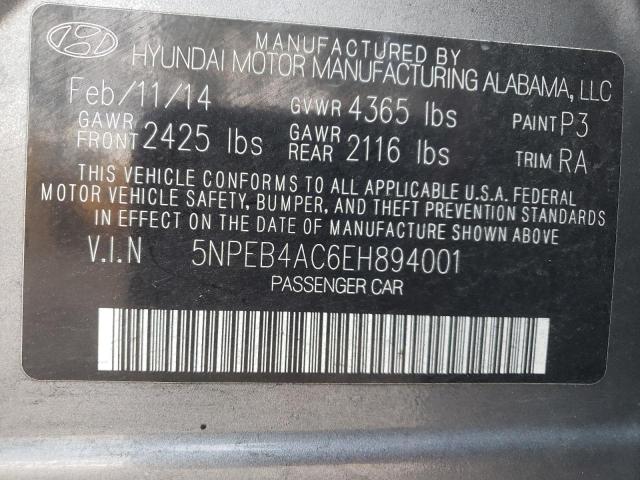 MANUFACTURED BY
HYUNDAI MOTOR MANUFACTURING ALABAMA, LLC
Feb/11/14 GVWR 4365 lbs PAINT P3
GAWR FRONT 2425 lbs GAWR REAR 2116 lbs TRIM RA
THIS VEHICLE CONFORMS TO ALL APPLICABLE U.S.A. FEDERAL
MOTOR VEHICLE SAFETY, BUMPER, AND THEFT PREVENTION STANDARDS
IN EFFECT ON THE DATE OF MANUFACTURE SHOWN ABOVE.
V.I.N 5NPEB4AC6EH894001
PASSENGER CAR